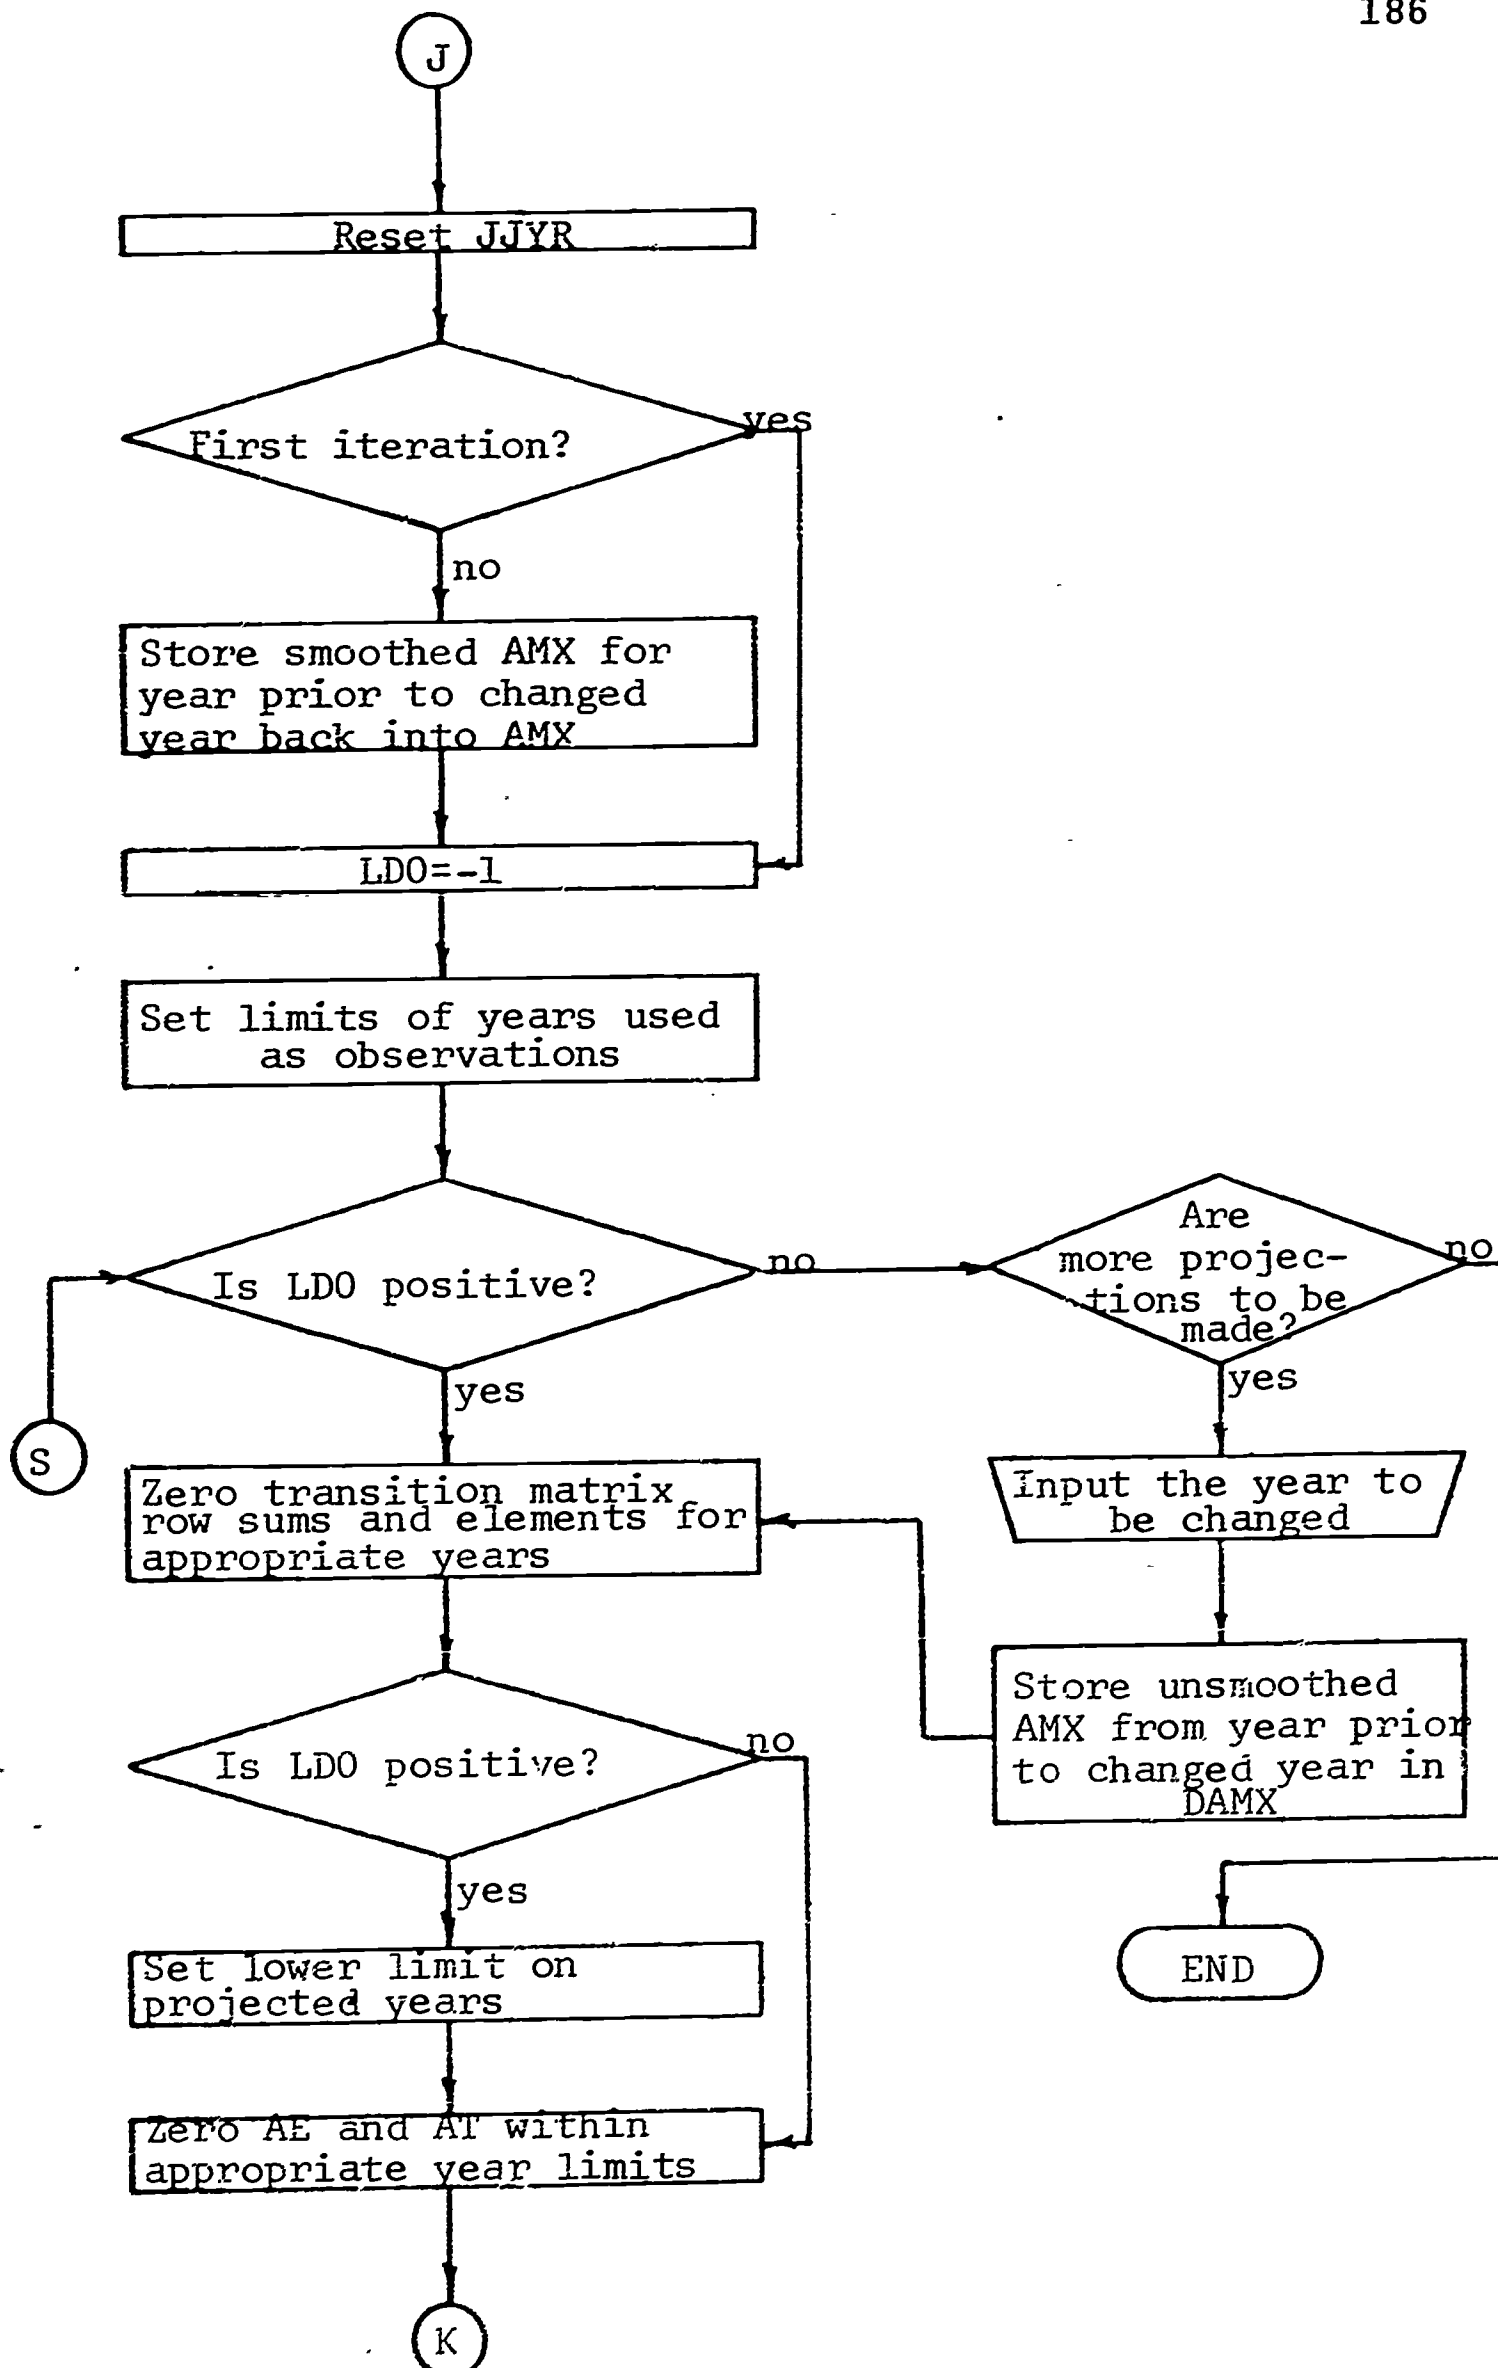 186
J
Reset JJYR
First iteration?
yes
no
Store smoothed AMX for
year prior to changed
year back into AMX
LDO=-1
Set limits of years used
as observations
Is LDO positive?
no
Are
more projec-
tions to be
made?
no
yes
yes
S
Zero transition matrix
row sums and elements for
appropriate years
Input the year to
be changed
Store unsmoothed
AMX from year prior
to changed year in
DAMX
Is LDO positive?
no
yes
END
Set lower limit on
projected years
Zero AE and AT within
appropriate year limits
K